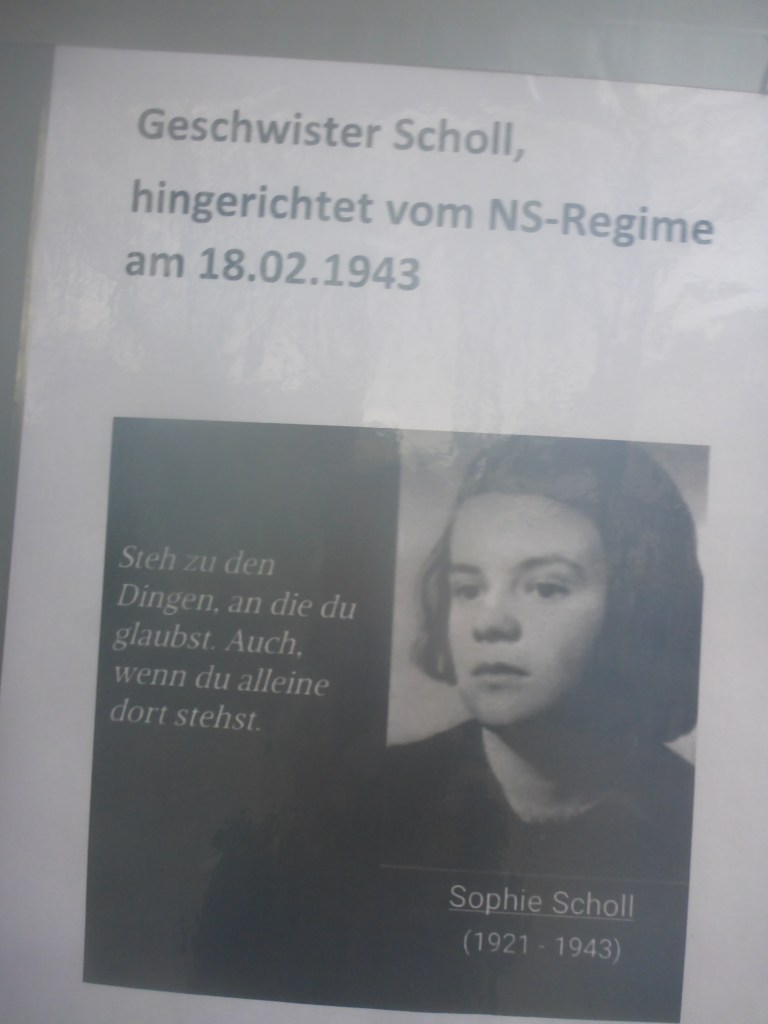 Geschwister Scholl,
hingerichtet vom NS-Regime
am 18.02.1943
Steh zu den
Dingen, an die du
glaubst. Auch,
wenn du alleine
dort stehst.
Sophie Scholl
(1921 - 1943)